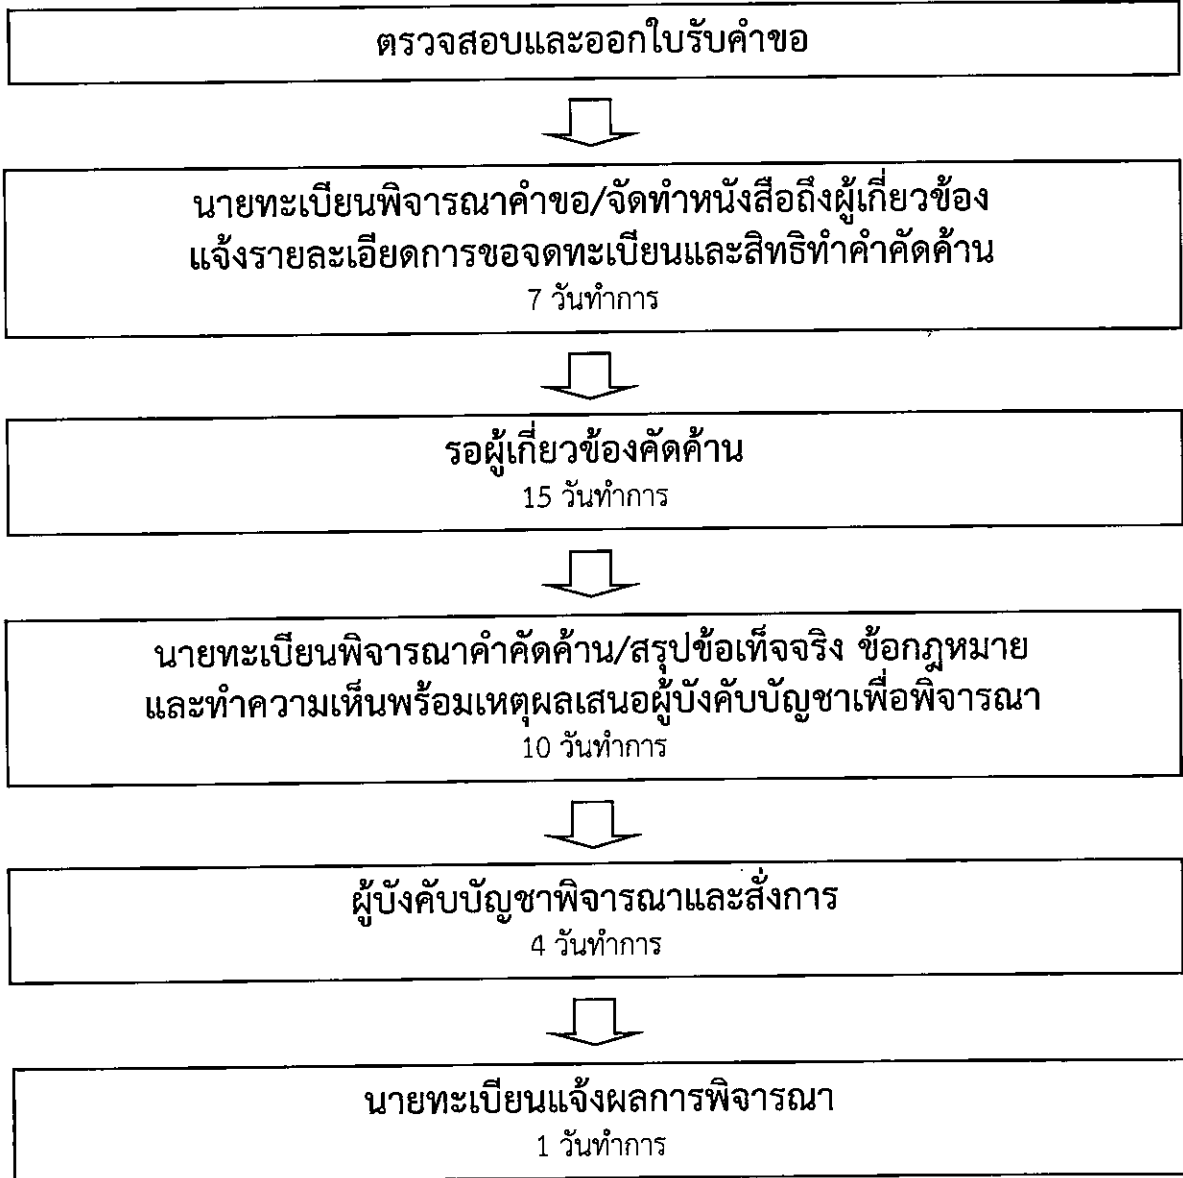 ตรวจสอบและออกใบรับคำขอ
นายทะเบียนพิจารณาคำขอ/จัดทำหนังสือถึงผู้เกี่ยวข้อง
แจ้งรายละเอียดการขอจดทะเบียนและสิทธิทำคำคัดค้าน
7 วันทำการ
รอผู้เกี่ยวข้องคัดค้าน
15 วันทำการ
นายทะเบียนพิจารณาคำคัดค้าน/สรุปข้อเท็จจริง ข้อกฎหมาย
และทำความเห็นพร้อมเหตุผลเสนอผู้บังคับบัญชาเพื่อพิจารณา
10 วันทำการ
ผู้บังคับบัญชาพิจารณาและสั่งการ
4 วันทำการ
นายทะเบียนแจ้งผลการพิจารณา
1 วันทำการ